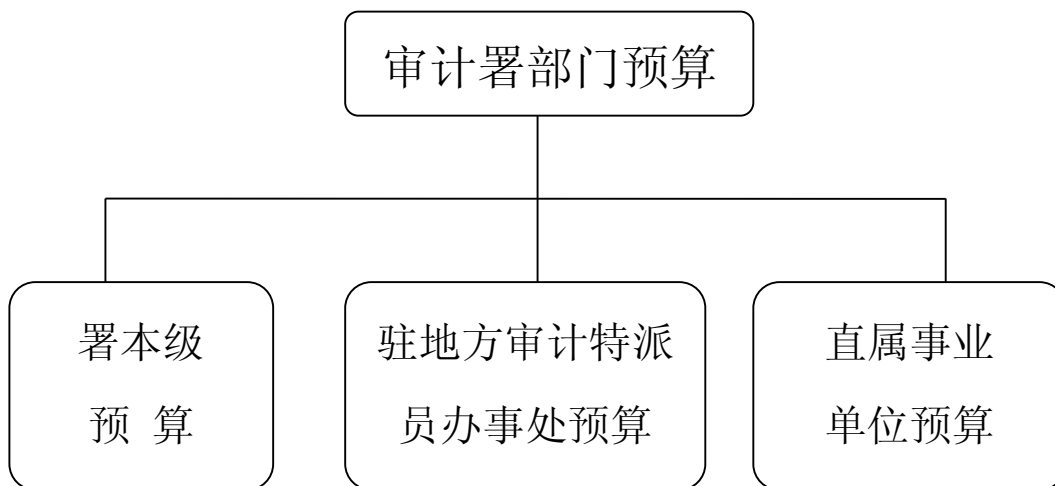 审计署部门预算
署本级
预 算
驻地方审计特派
员办事处预算
直属事业
单位预算